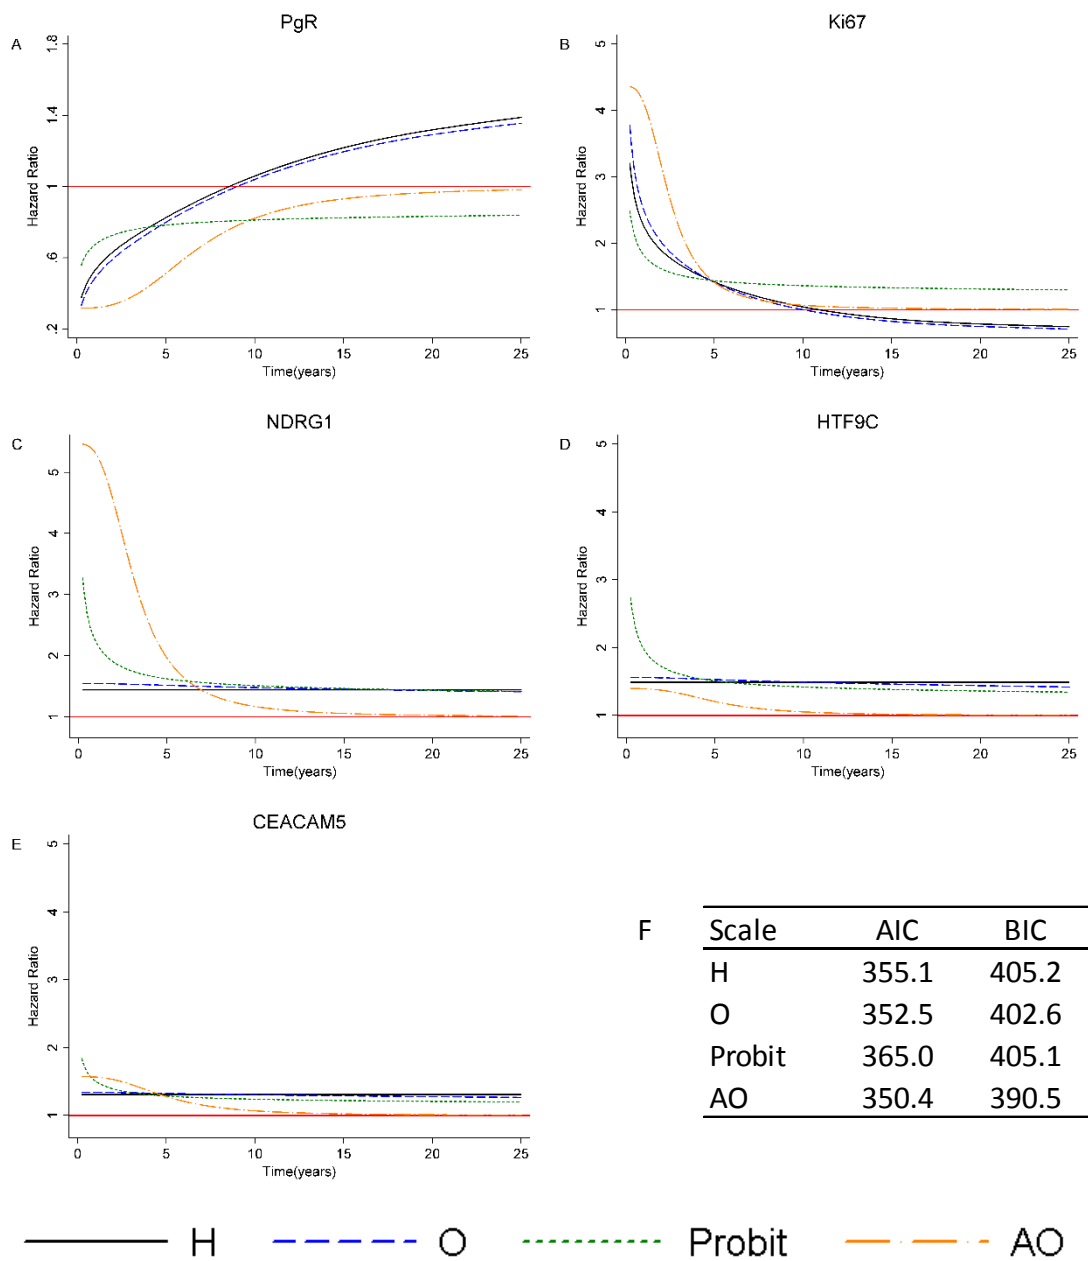 PgR
A
Hazard Ratio
1.8
1.4
1
.6
.2
0 5 10 15 20 25
Time(years)
Ki67
B
Hazard Ratio
5
4
3
2
1
0 5 10 15 20 25
Time(years)
NDRG1
C
Hazard Ratio
5
4
3
2
1
0 5 10 15 20 25
Time(years)
HTF9C
D
Hazard Ratio
5
4
3
2
1
0 5 10 15 20 25
Time(years)
CEACAM5
E
Hazard Ratio
5
4
3
2
1
0 5 10 15 20 25
Time(years)
F
Scale AIC BIC
H 355.1 405.2
O 352.5 402.6
Probit 365.0 405.1
AO 350.4 390.5
H O Probit AO